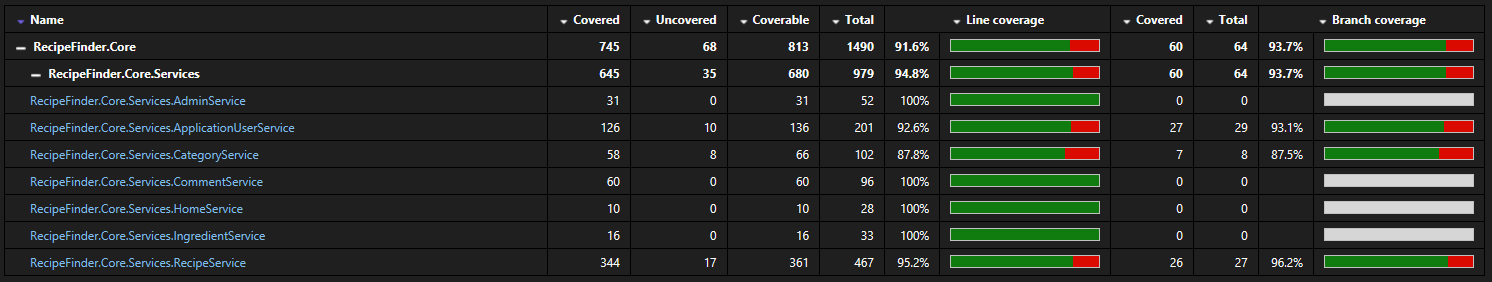 Name Covered Uncovered Coverable Total Line coverage Covered Total Branch coverage
RecipeFinder.Core 745 68 813 1490 91.6% 60 64 93.7%
RecipeFinder.Core.Services 645 35 680 979 94.8% 60 64 93.7%
RecipeFinder.Core.Services.AdminService 31 0 31 52 100% 0 0
RecipeFinder.Core.Services.ApplicationUserService 126 10 136 201 92.6% 27 29 93.1%
RecipeFinder.Core.Services.CategoryService 58 8 66 102 87.8% 7 8 87.5%
RecipeFinder.Core.Services.CommentService 60 0 60 96 100% 0 0
RecipeFinder.Core.Services.HomeService 10 0 10 28 100% 0 0
RecipeFinder.Core.Services.IngredientService 16 0 16 33 100% 0 0
RecipeFinder.Core.Services.RecipeService 344 17 361 467 95.2% 26 27 96.2%